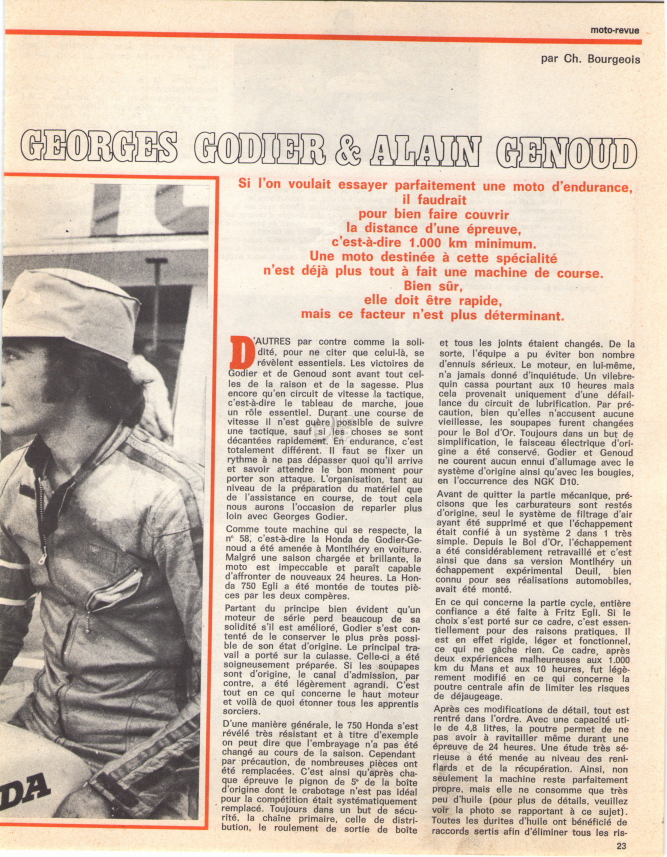 moto-revue
par Ch. Bourgeois
GEORGES GODIER & ALAIN GENOUD
Si l'on voulait essayer parfaitement une moto d'endurance,
il faudrait
pour bien faire couvrir
la distance d'une épreuve,
c'est-à-dire 1.000 km minimum.
Une moto destinée à cette spécialité
n'est déjà plus tout à fait une machine de course.
Bien sûr,
elle doit être rapide,
mais ce facteur n'est plus déterminant.
D'AUTRES par contre comme la soli-
dité, pour ne citer que celui-là, se
révèlent essentiels. Les victoires de
Godier et de Genoud sont avant tout cel-
les de la raison et de la sagesse. Plus
encore qu'en circuit de vitesse la tactique,
c'est-à-dire le tableau de marche, joue
un rôle essentiel. Durant une course de
vitesse il n'est guère possible de suivre
une tactique, sauf si les choses se sont
décantées rapidement. En endurance, c'est
totalement différent. Il faut se fixer un
rythme à ne pas dépasser quoi qu'il arrive
et savoir attendre le bon moment pour
porter son attaque. L'organisation, tant au
niveau de la préparation du matériel que
de l'assistance en course, de tout cela
nous aurons l'occasion de reparler plus
loin avec Georges Godier.
Comme toute machine qui se respecte, la
n° 58, c'est-à-dire la Honda de Godier-Ge-
noud a été amenée à Montlhéry en voiture.
Malgré une saison chargée et brillante, la
moto est impeccable et paraît capable
d'affronter de nouveaux 24 heures. La Hon-
da 750 Egli a été montée de toutes piè-
ces par les deux compères.
Partant du principe bien évident qu'un
moteur de série perd beaucoup de sa
solidité s'il est amélioré, Godier s'est con-
tenté de le conserver le plus près possi-
ble de son état d'origine. Le principal tra-
vail a porté sur la culasse. Celle-ci a été
soigneusement préparée. Si les soupapes
sont d'origine, le canal d'admission, par
contre, a été légèrement agrandi. C'est
tout en ce qui concerne le haut moteur
et voilà de quoi étonner tous les apprentis
sorciers.
D'une manière générale, le 750 Honda s'est
révélé très résistant et à titre d'exemple
on peut dire que l'embrayage n'a pas été
changé au cours de la saison. Cependant
par précaution, de nombreuses pièces ont
été remplacées. C'est ainsi qu'après cha-
que épreuve le pignon de 5e de la boîte
d'origine dont le crabotage n'est pas idéal
pour la compétition était systématiquement
remplacé. Toujours dans un but de sécu-
rité, la chaîne primaire, celle de distri-
bution, le roulement de sortie de boîte
et tous les joints étaient changés. De la
sorte, l'équipe a pu éviter bon nombre
d'ennuis sérieux. Le moteur, en lui-même,
n'a jamais donné d'inquiétude. Un vilebre-
quin cassa pourtant aux 10 heures mais
cela provenait uniquement d'une défail-
lance du circuit de lubrification. Par pré-
caution, bien qu'elles n'accusent aucune
vieillesse, les soupapes furent changées
pour le Bol d'Or. Toujours dans un but de
simplification, le faisceau électrique d'ori-
gine a été conservé. Godier et Genoud
ne courent aucun ennui d'allumage avec le
système d'origine ainsi qu'avec les bougies,
en l'occurrence des NGK D10.
Avant de quitter la partie mécanique, pré-
cisons que les carburateurs sont restés
d'origine, seul le système de filtrage d'air
ayant été supprimé et que l'échappement
était confié à un système 2 dans 1 très
simple. Depuis le Bol d'Or, l'échappement
a été considérablement retravaillé et c'est
ainsi que dans sa version Montlhéry un
échappement expérimental Deuil, bien
connu pour ses réalisations automobiles,
avait été monté.
En ce qui concerne la partie cycle, entière
confiance a été faite à Fritz Egli. Si le
choix s'est porté sur ce cadre, c'est essen-
tiellement pour des raisons pratiques. Il
est en effet rigide, léger et fonctionnel,
ce qui ne gâche rien. Ce cadre, après
deux expériences malheureuses aux 1.000
km du Mans et aux 10 heures, fut légè-
rement modifié en ce qui concerne la
poutre centrale afin de limiter les risques
de déjaugeage.
Après ces modifications de détail, tout est
rentré dans l'ordre. Avec une capacité uti-
le de 4,8 litres, la poutre permet de ne
pas avoir à ravitailler même durant une
épreuve de 24 heures. Une étude très sé-
rieuse a été menée au niveau des reni-
flards et de la récupération. Ainsi, non
seulement la machine reste parfaitement
propre, mais elle ne consomme que très
peu d'huile (pour plus de détails, veuillez
voir la photo se rapportant à ce sujet).
Toutes les durites d'huile ont bénéficié de
raccords sertis afin d'éliminer tous les ris-
DA
23